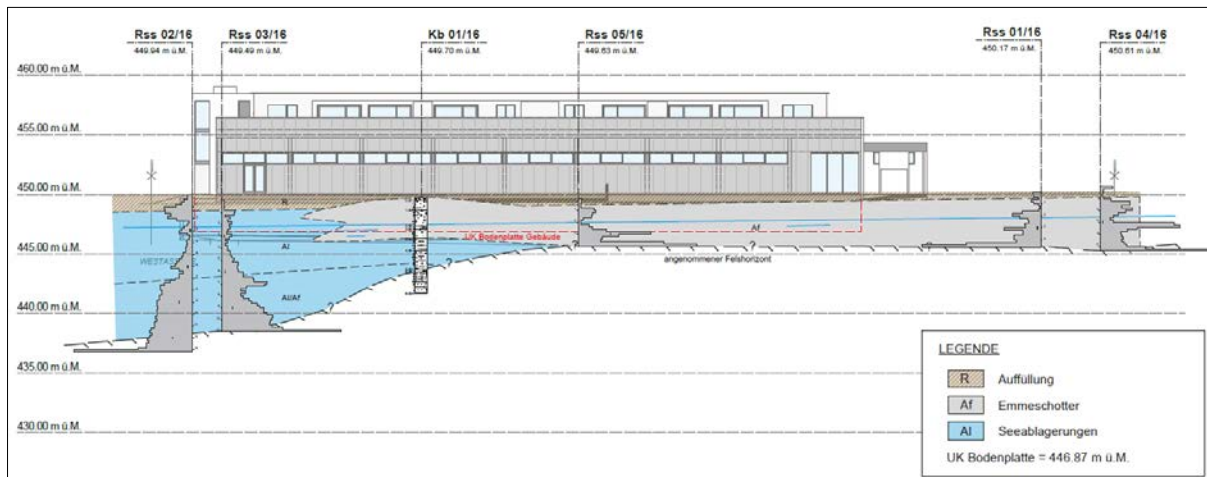 Rss 02/16 Rss 03/16 Kb 01/16 Rss 05/16 Rss 01/16 Rss 04/16
449.94 m ü.M. 449.49 m ü.M. 449.70 m ü.M. 449.63 m ü.M. 450.17 m ü.M. 450.61 m ü.M.
460.00 m ü.M.
455.00 m ü.M.
450.00 m ü.M.
R
Af
UK Bodenplatte Gebäude
445.00 m ü.M.
Al
?
?
?
angenommener Felshorizont
?
440.00 m ü.M.
Al/Af
435.00 m ü.M.
430.00 m ü.M.
LEGENDE
R Auffüllung
Af Emmeschotter
Al Seeablagerungen
UK Bodenplatte = 446.87 m ü.M.